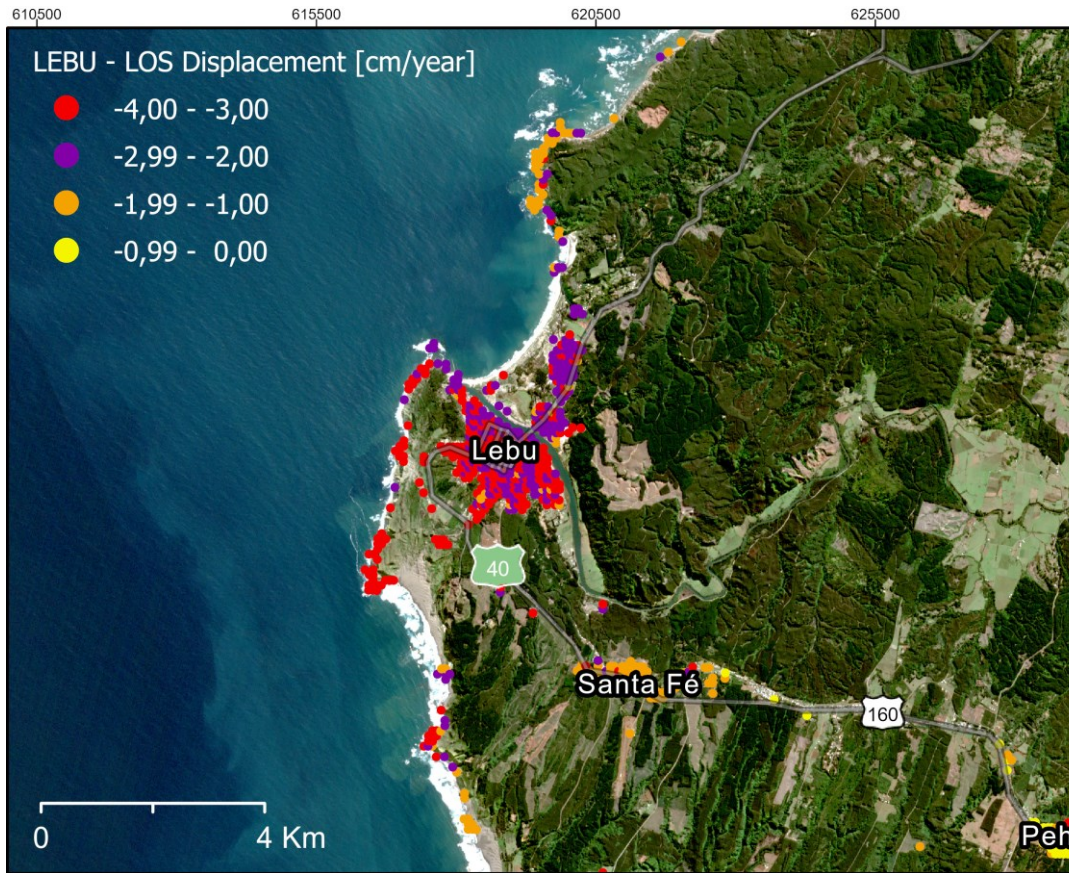 610500 615500 620500 625500
LEBU - LOS Displacement [cm/year]
-4,00 - -3,00
-2,99 - -2,00
-1,99 - -1,00
-0,99 - 0,00
Lebu
40
Santa Fé
160
Peh
0 4 Km